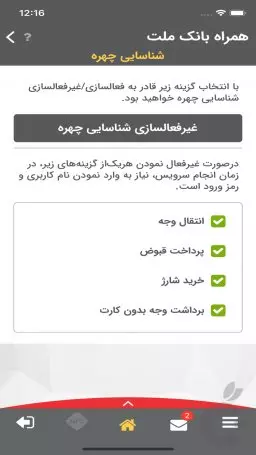 12:16
همراه بانک ملت
?
شناسایی چهره
با انتخاب گزینه زیر قادر به فعالسازی/غیرفعالسازی
شناسایی چهره خواهید بود.
غیرفعالسازی شناسایی چهره
درصورت غیرفعال نمودن هریک‌از گزینه‌های زیر، در
زمان انجام سرویس، نیاز به وارد نمودن نام کاربری و
رمز ورود است.
انتقال وجه
پرداخت قبوض
خرید شارژ
برداشت وجه بدون کارت
2